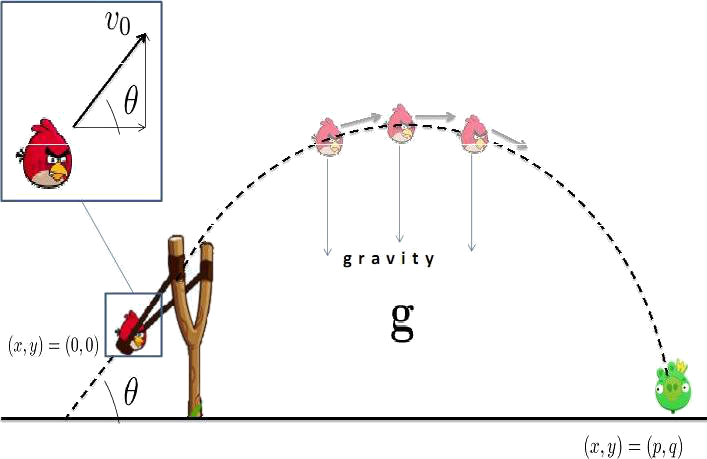 v₀
θ
gravity
g
(x, y) = (0, 0)
θ
(x, y) = (p, q)